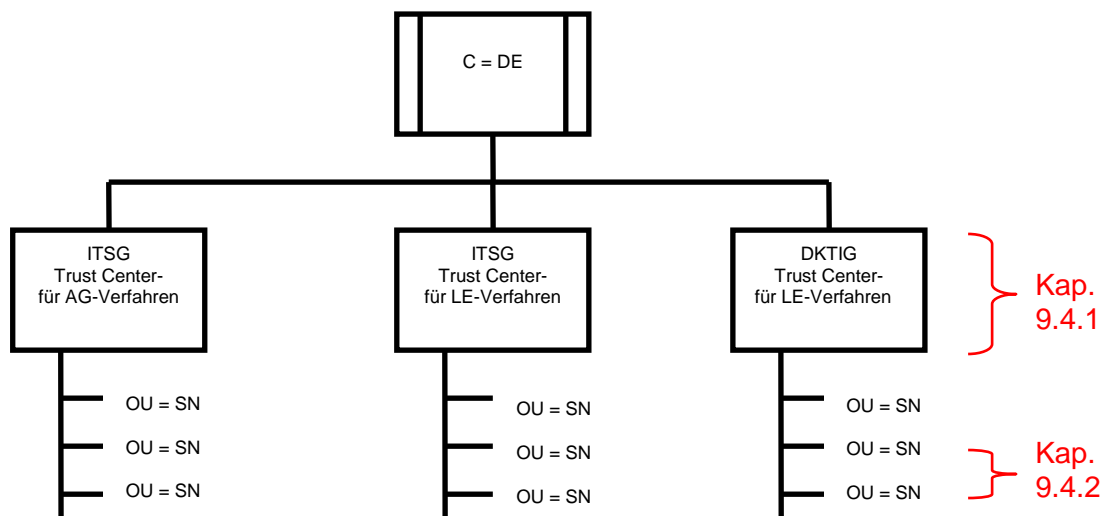 C = DE
ITSG
Trust Center-
für AG-Verfahren
ITSG
Trust Center-
für LE-Verfahren
DKTIG
Trust Center-
für LE-Verfahren
Kap.
9.4.1
OU = SN
OU = SN
OU = SN
OU = SN
OU = SN
OU = SN
OU = SN
OU = SN
OU = SN
Kap.
9.4.2